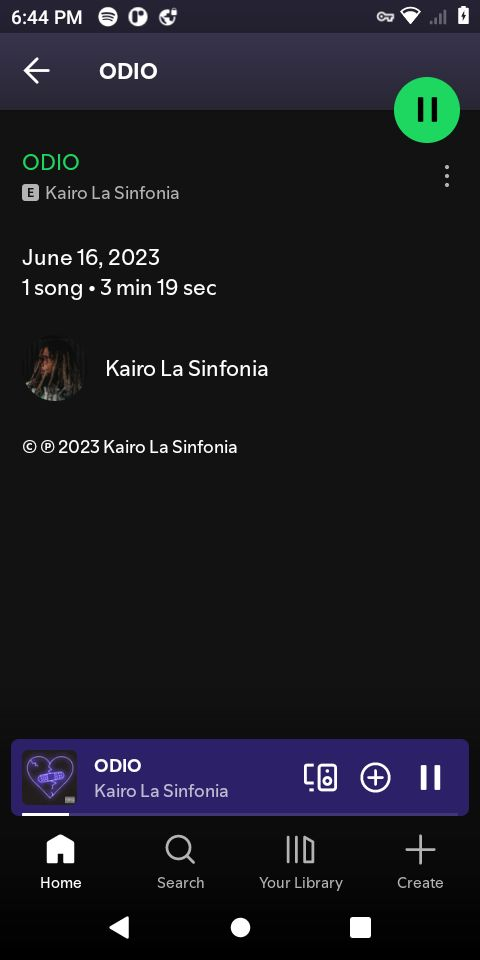 6:44 PM
ODIO
ODIO
E Kairo La Sinfonia
June 16, 2023
1 song • 3 min 19 sec
Kairo La Sinfonia
© ℗ 2023 Kairo La Sinfonia
ODIO
Kairo La Sinfonia
Home
Search
Your Library
Create